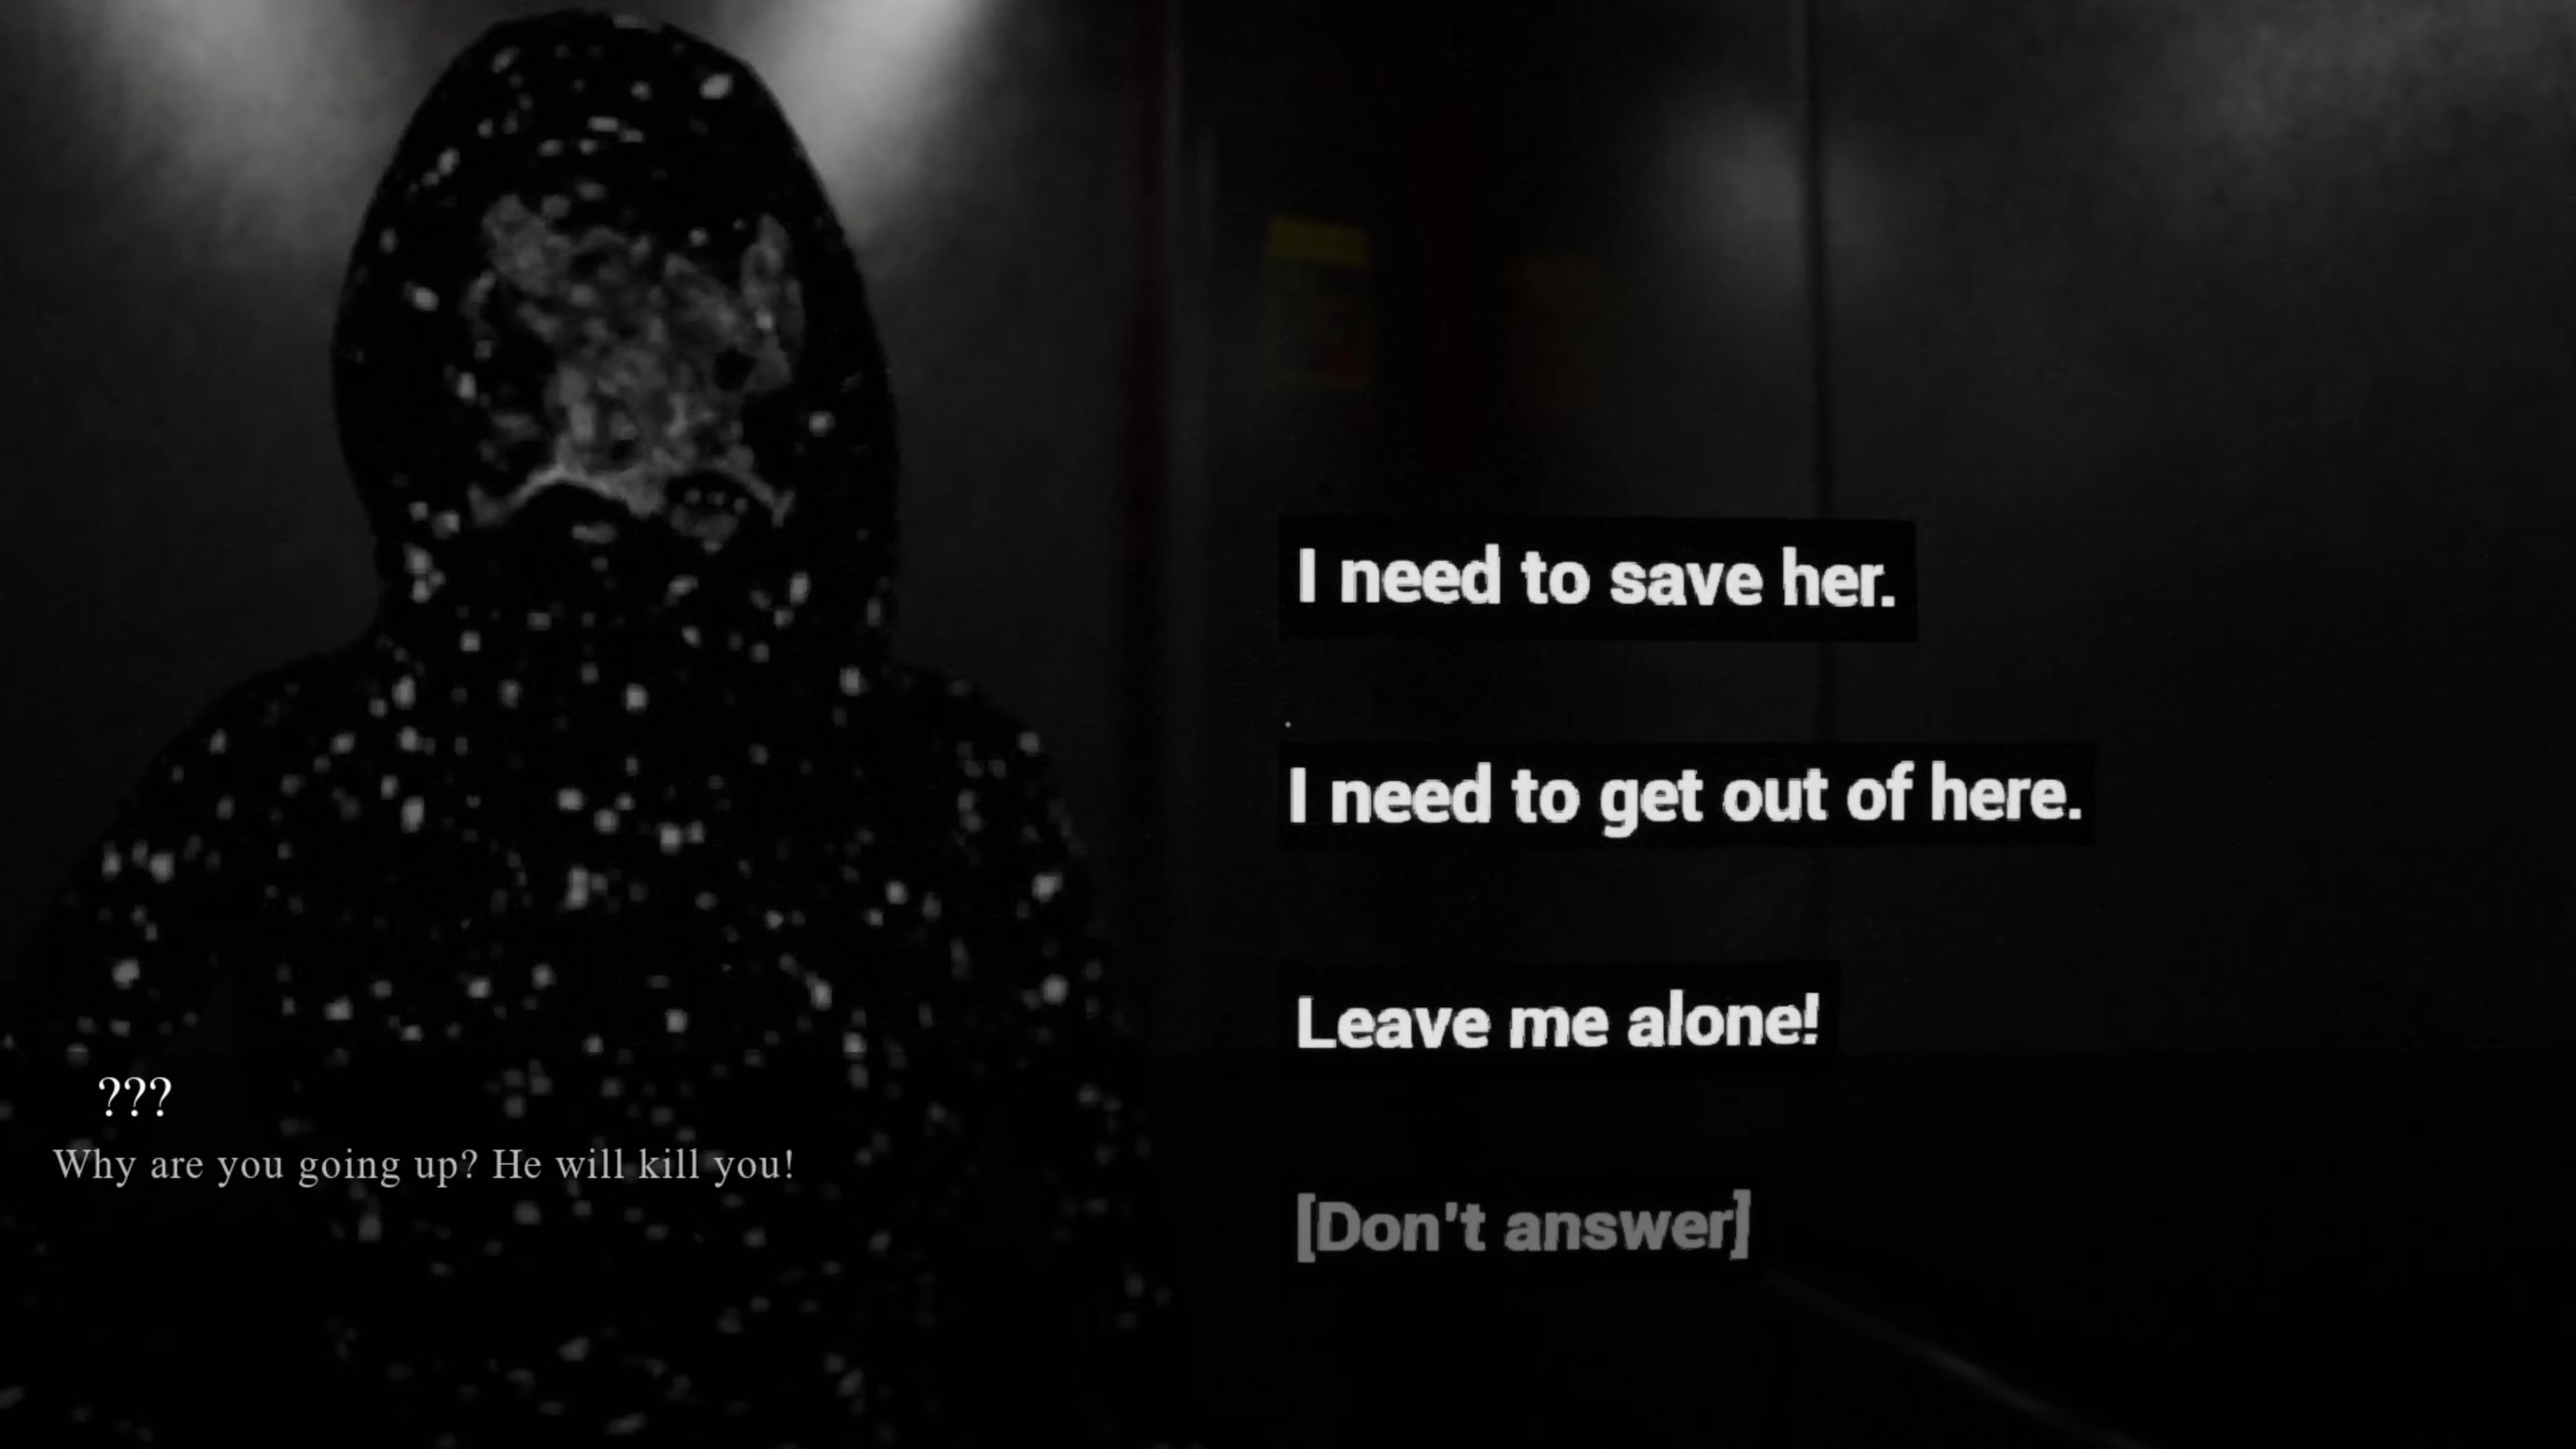 ???
Why are you going up? He will kill you!
I need to save her.
I need to get out of here.
Leave me alone!
[Don't answer]